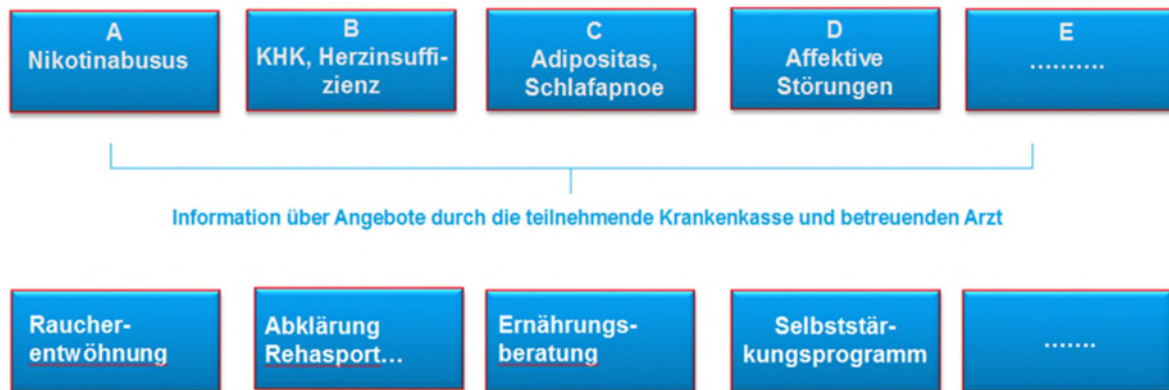 A
Nikotinabusus
B
KHK, Herzinsuffi-
zienz
C
Adipositas,
Schlafapnoe
D
Affektive
Störungen
E
..........
Information über Angebote durch die teilnehmende Krankenkasse und betreuenden Arzt
Raucher-
entwöhnung
Abklärung
Rehasport...
Ernährungs-
beratung
Selbststär-
kungsprogramm
.......